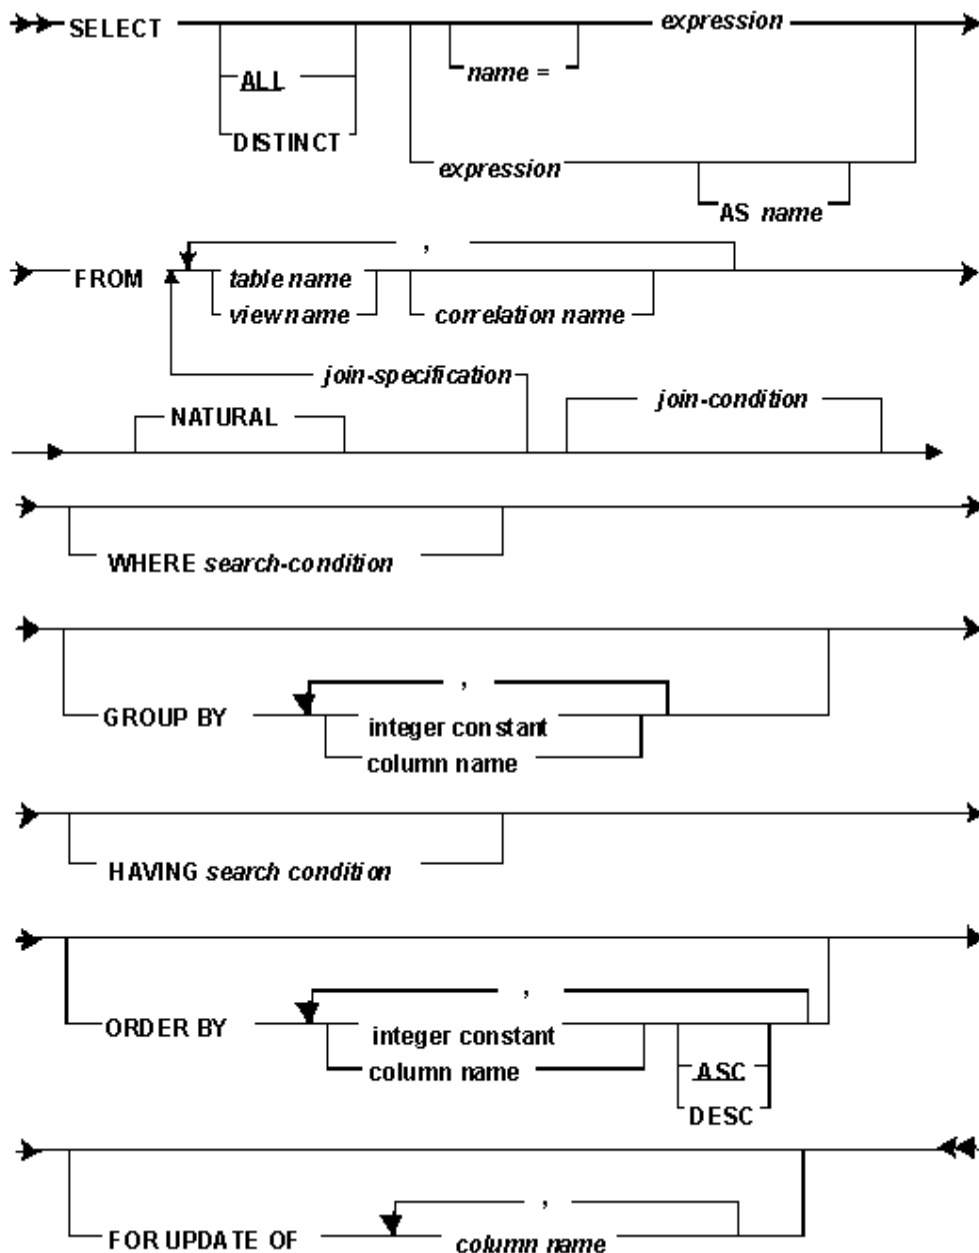 SELECT expression
name =
ALL
DISTINCT
expression
AS name
,
FROM table name
view name correlation name
join-specification
NATURAL join-condition
WHERE search-condition
,
GROUP BY integer constant
column name
HAVING search condition
,
ORDER BY integer constant
column name ASC
DESC
,
FOR UPDATE OF column name